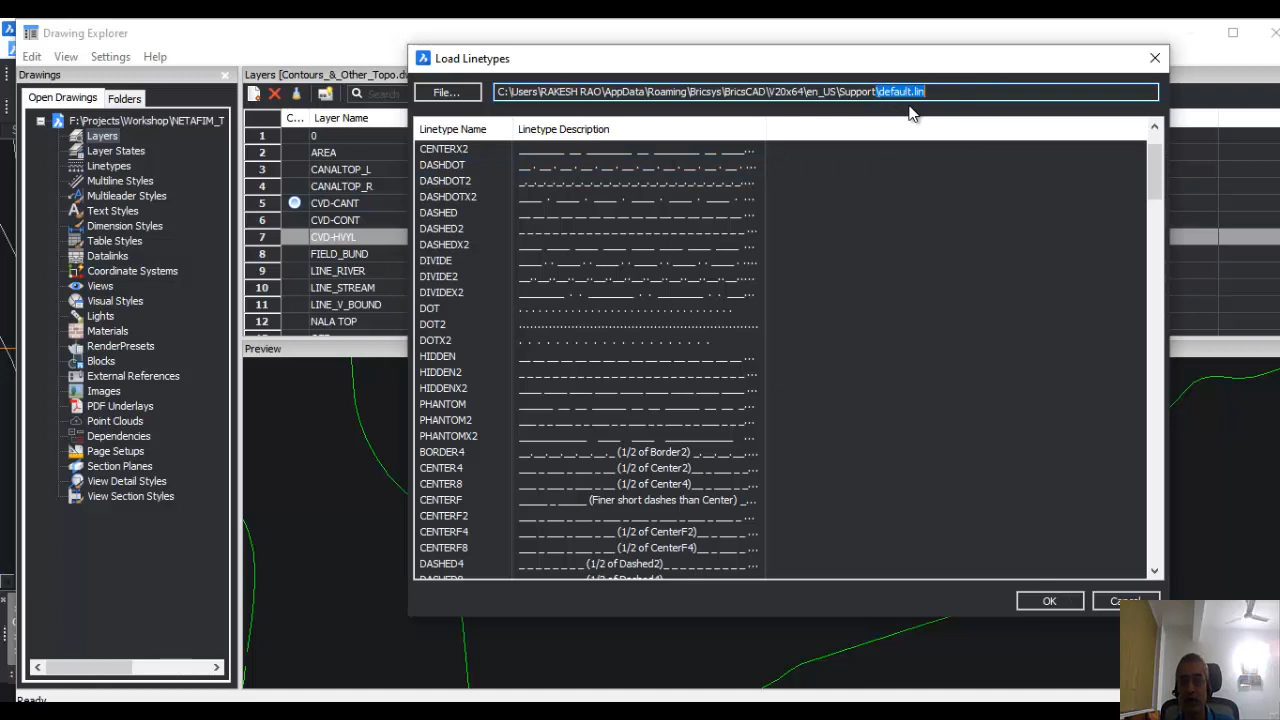 Drawing Explorer
Edit View Settings Help
Drawings
Open Drawings Folders
F:\Projects\Workshop\NETAFIM_T
Layers
Layer States
Linetypes
Multiline Styles
Multileader Styles
Text Styles
Dimension Styles
Table Styles
Datalinks
Coordinate Systems
Views
Visual Styles
Lights
Materials
RenderPresets
Blocks
External References
Images
PDF Underlays
Point Clouds
Dependencies
Page Setups
Section Planes
View Detail Styles
View Section Styles
Layers [Contours_&_Other_Topo.d
Search
C... Layer Name
1 0
2 AREA
3 CANALTOP_L
4 CANALTOP_R
5 CVD-CANT
6 CVD-CONT
7 CVD-HVYL
8 FIELD_BUND
9 LINE_RIVER
10 LINE_STREAM
11 LINE_V_BOUND
12 NALA TOP
Preview
Load Linetypes
File... C:\Users\RAKESH RAO\AppData\Roaming\Bricsys\BricsCAD\V20x64\en_US\Support\default.lin
Linetype Name Linetype Description
CENTERX2
DASHDOT
DASHDOT2
DASHDOTX2
DASHED
DASHED2
DASHEDX2
DIVIDE
DIVIDE2
DIVIDEX2
DOT
DOT2
DOTX2
HIDDEN
HIDDEN2
HIDDENX2
PHANTOM
PHANTOM2
PHANTOMX2
BORDER4 (1/2 of Border2)
CENTER4 (1/2 of Center2)
CENTER8 (1/2 of Center4)
CENTERF (Finer short dashes than Center)
CENTERF2
CENTERF4 (1/2 of CenterF2)
CENTERF8 (1/2 of CenterF4)
DASHED4 (1/2 of Dashed2)
DASHED8 (1/2 of Dashed4)
OK Cancel
Ready